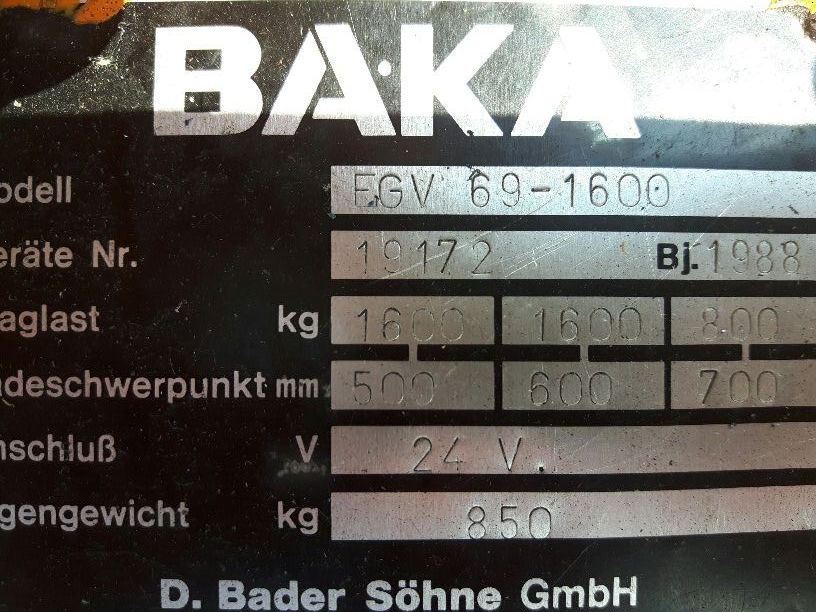 BAKA
odell FGV 69-1600
eräte Nr. 19172 Bj. 1988
aglast kg 1600 1600 800
deschwerpunkt mm 500 600 700
nschluß V 24 V.
gengewicht kg 850
D. Bader Söhne GmbH